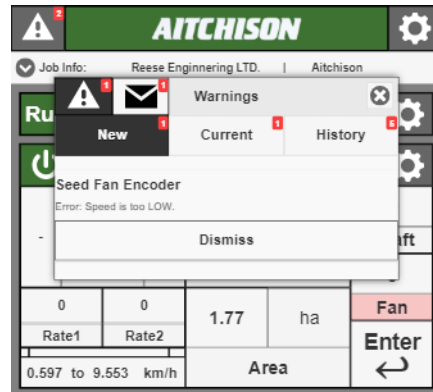 2
AITCHISON
Job Info: Reese Enginnering LTD. | Aitchison
1 1 Warnings
Ru
New 1 Current 1 History 5
Seed Fan Encoder
Error: Speed is too LOW.
- Dismiss ft
0 0 1.77 ha Fan
Rate1 Rate2 Enter
0.597 to 9.553 km/h Area